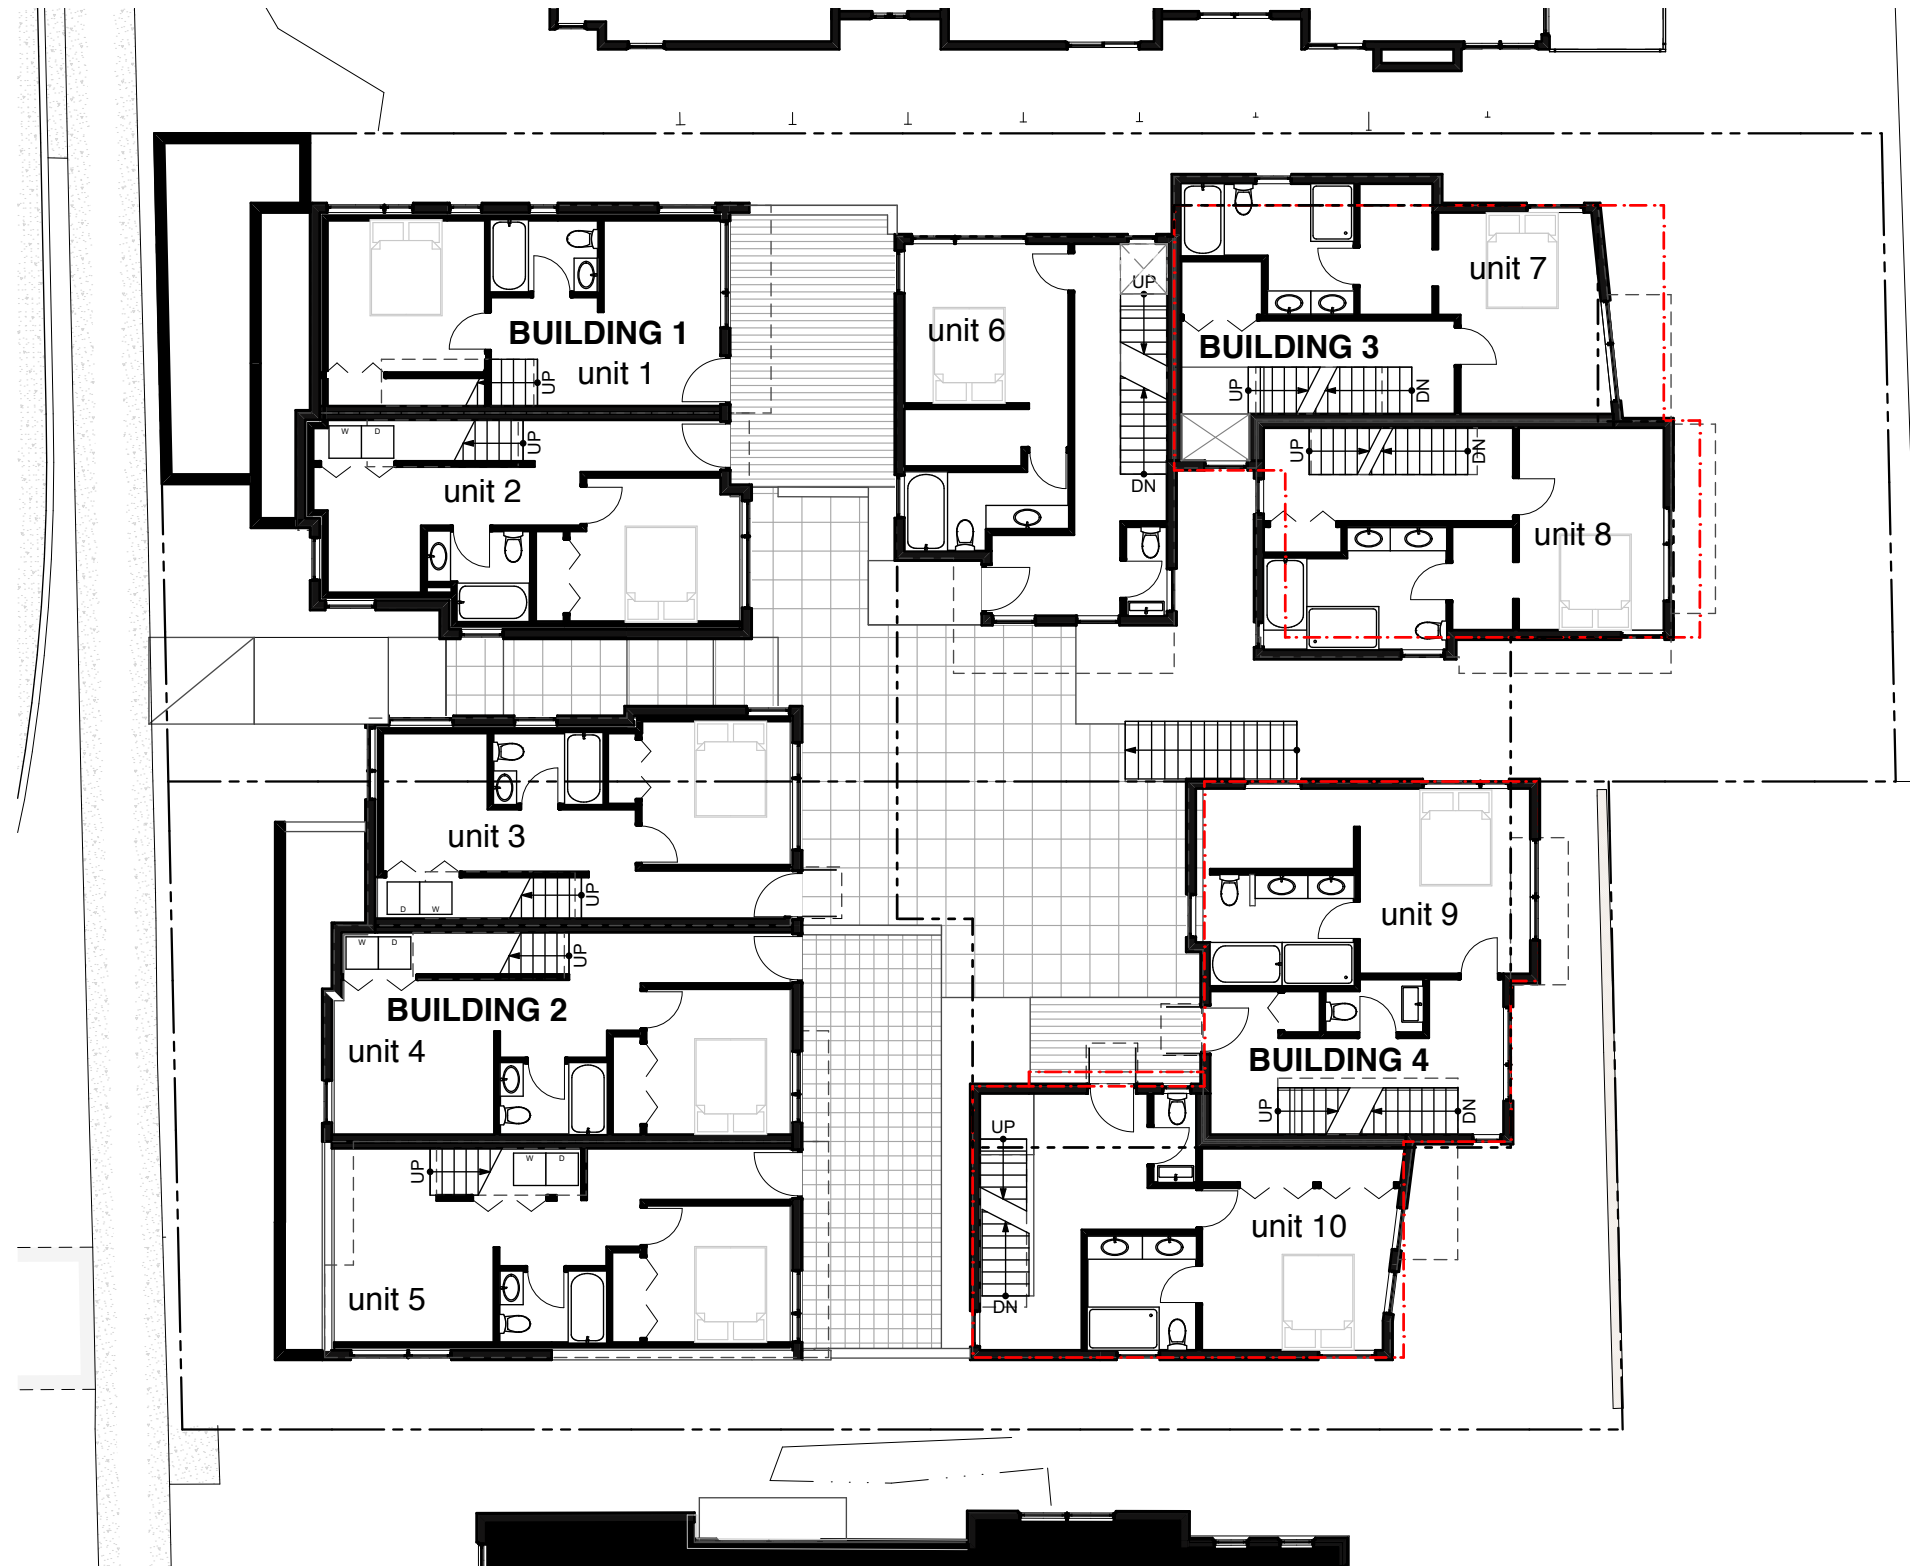 unit 7
UP
BUILDING 1
unit 1
UP
unit 6
BUILDING 3
UP
DN
W D
UP
unit 2
DN
UP
DN
unit 8
unit 3
D W
UP
unit 9
W D
UP
BUILDING 2
unit 4
BUILDING 4
UP
DN
UP
W D
UP
unit 10
unit 5
DN